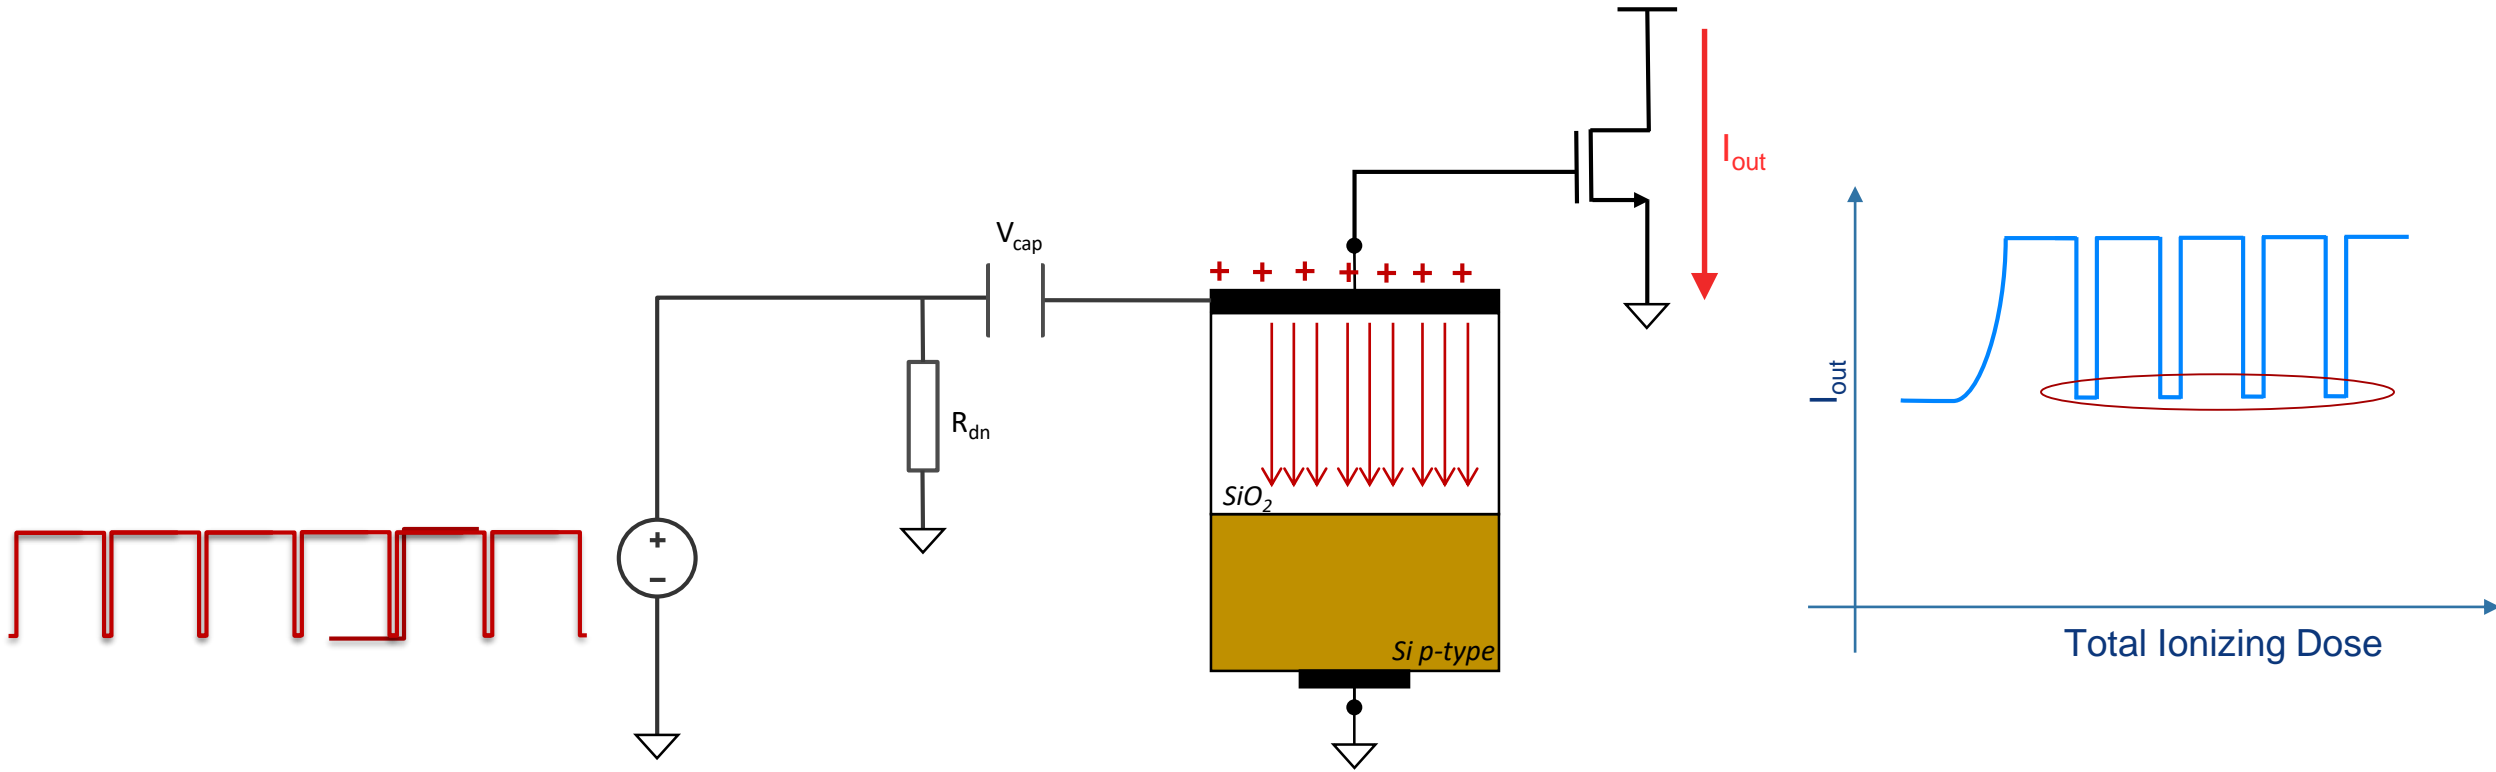 V_cap
R_dn
+ + + + + + +
SiO_2
Si p-type
+
−
I_out
I_out
Total Ionizing Dose